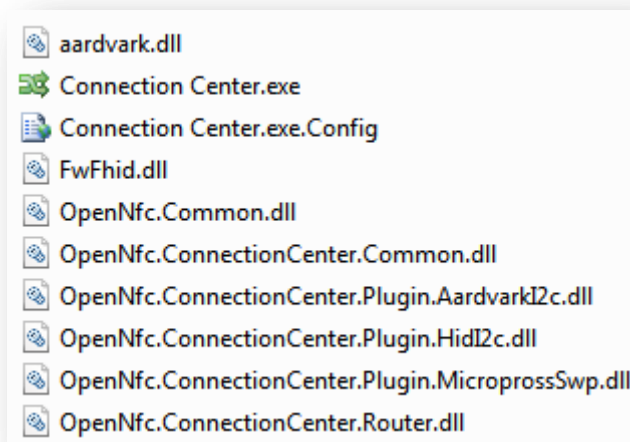 aardvark.dll
Connection Center.exe
Connection Center.exe.Config
FwFhid.dll
OpenNfc.Common.dll
OpenNfc.ConnectionCenter.Common.dll
OpenNfc.ConnectionCenter.Plugin.AardvarkI2c.dll
OpenNfc.ConnectionCenter.Plugin.HidI2c.dll
OpenNfc.ConnectionCenter.Plugin.MicroprossSwp.dll
OpenNfc.ConnectionCenter.Router.dll